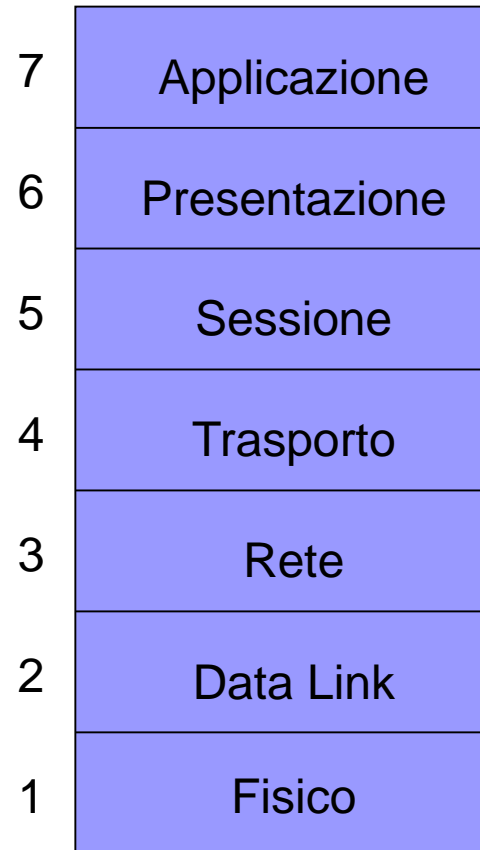 7 Applicazione
6 Presentazione
5 Sessione
4 Trasporto
3 Rete
2 Data Link
1 Fisico